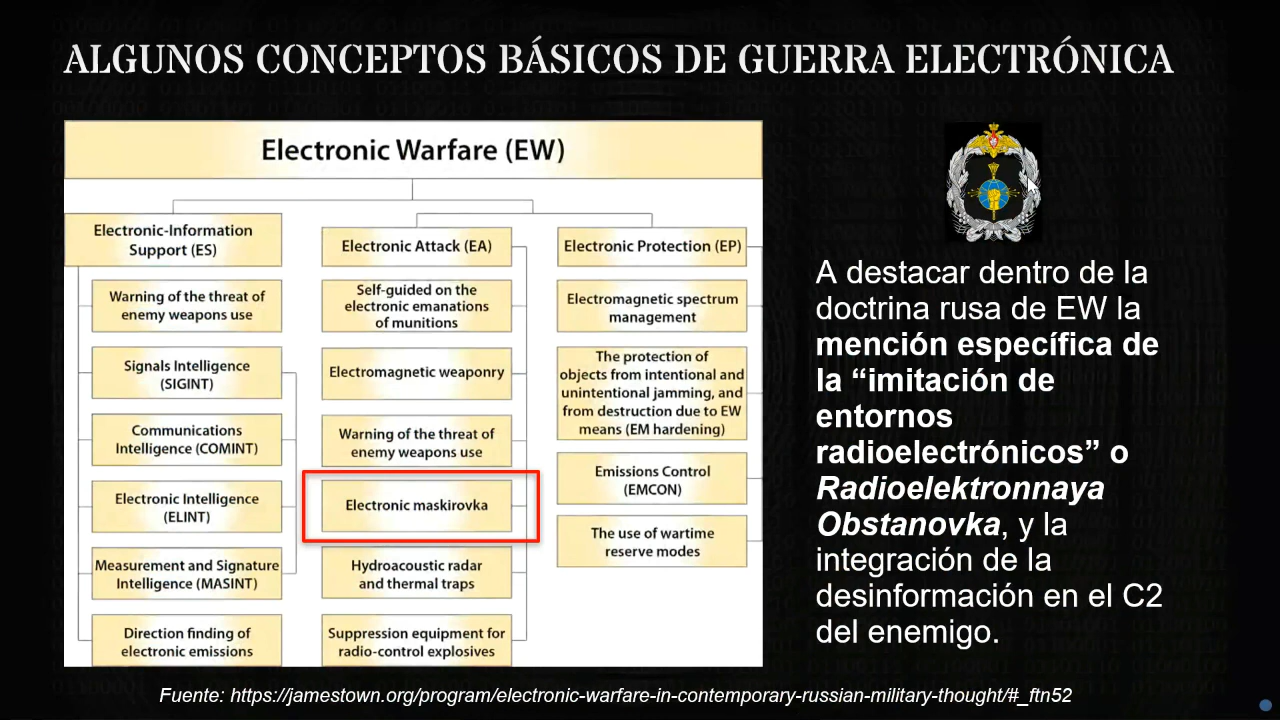 ALGUNOS CONCEPTOS BÁSICOS DE GUERRA ELECTRÓNICA
Electronic Warfare (EW)
Electronic-Information
Support (ES)
Warning of the threat of
enemy weapons use
Signals Intelligence
(SIGINT)
Communications
Intelligence (COMINT)
Electronic Intelligence
(ELINT)
Measurement and Signature
Intelligence (MASINT)
Direction finding of
electronic emissions
Electronic Attack (EA)
Self-guided on the
electronic emanations
of munitions
Electromagnetic weaponry
Warning of the threat of
enemy weapons use
Electronic maskirovka
Hydroacoustic radar
and thermal traps
Suppression equipment for
radio-control explosives
Electronic Protection (EP)
Electromagnetic spectrum
management
The protection of
objects from intentional and
unintentional jamming, and
from destruction due to EW
means (EM hardening)
Emissions Control
(EMCON)
The use of wartime
reserve modes
A destacar dentro de la
doctrina rusa de EW la
mención específica de
la “imitación de
entornos
radioelectrónicos” o
Radioelektronnaya
Obstanovka, y la
integración de la
desinformación en el C2
del enemigo.
Fuente: https://jamestown.org/program/electronic-warfare-in-contemporary-russian-military-thought/#_ftn52